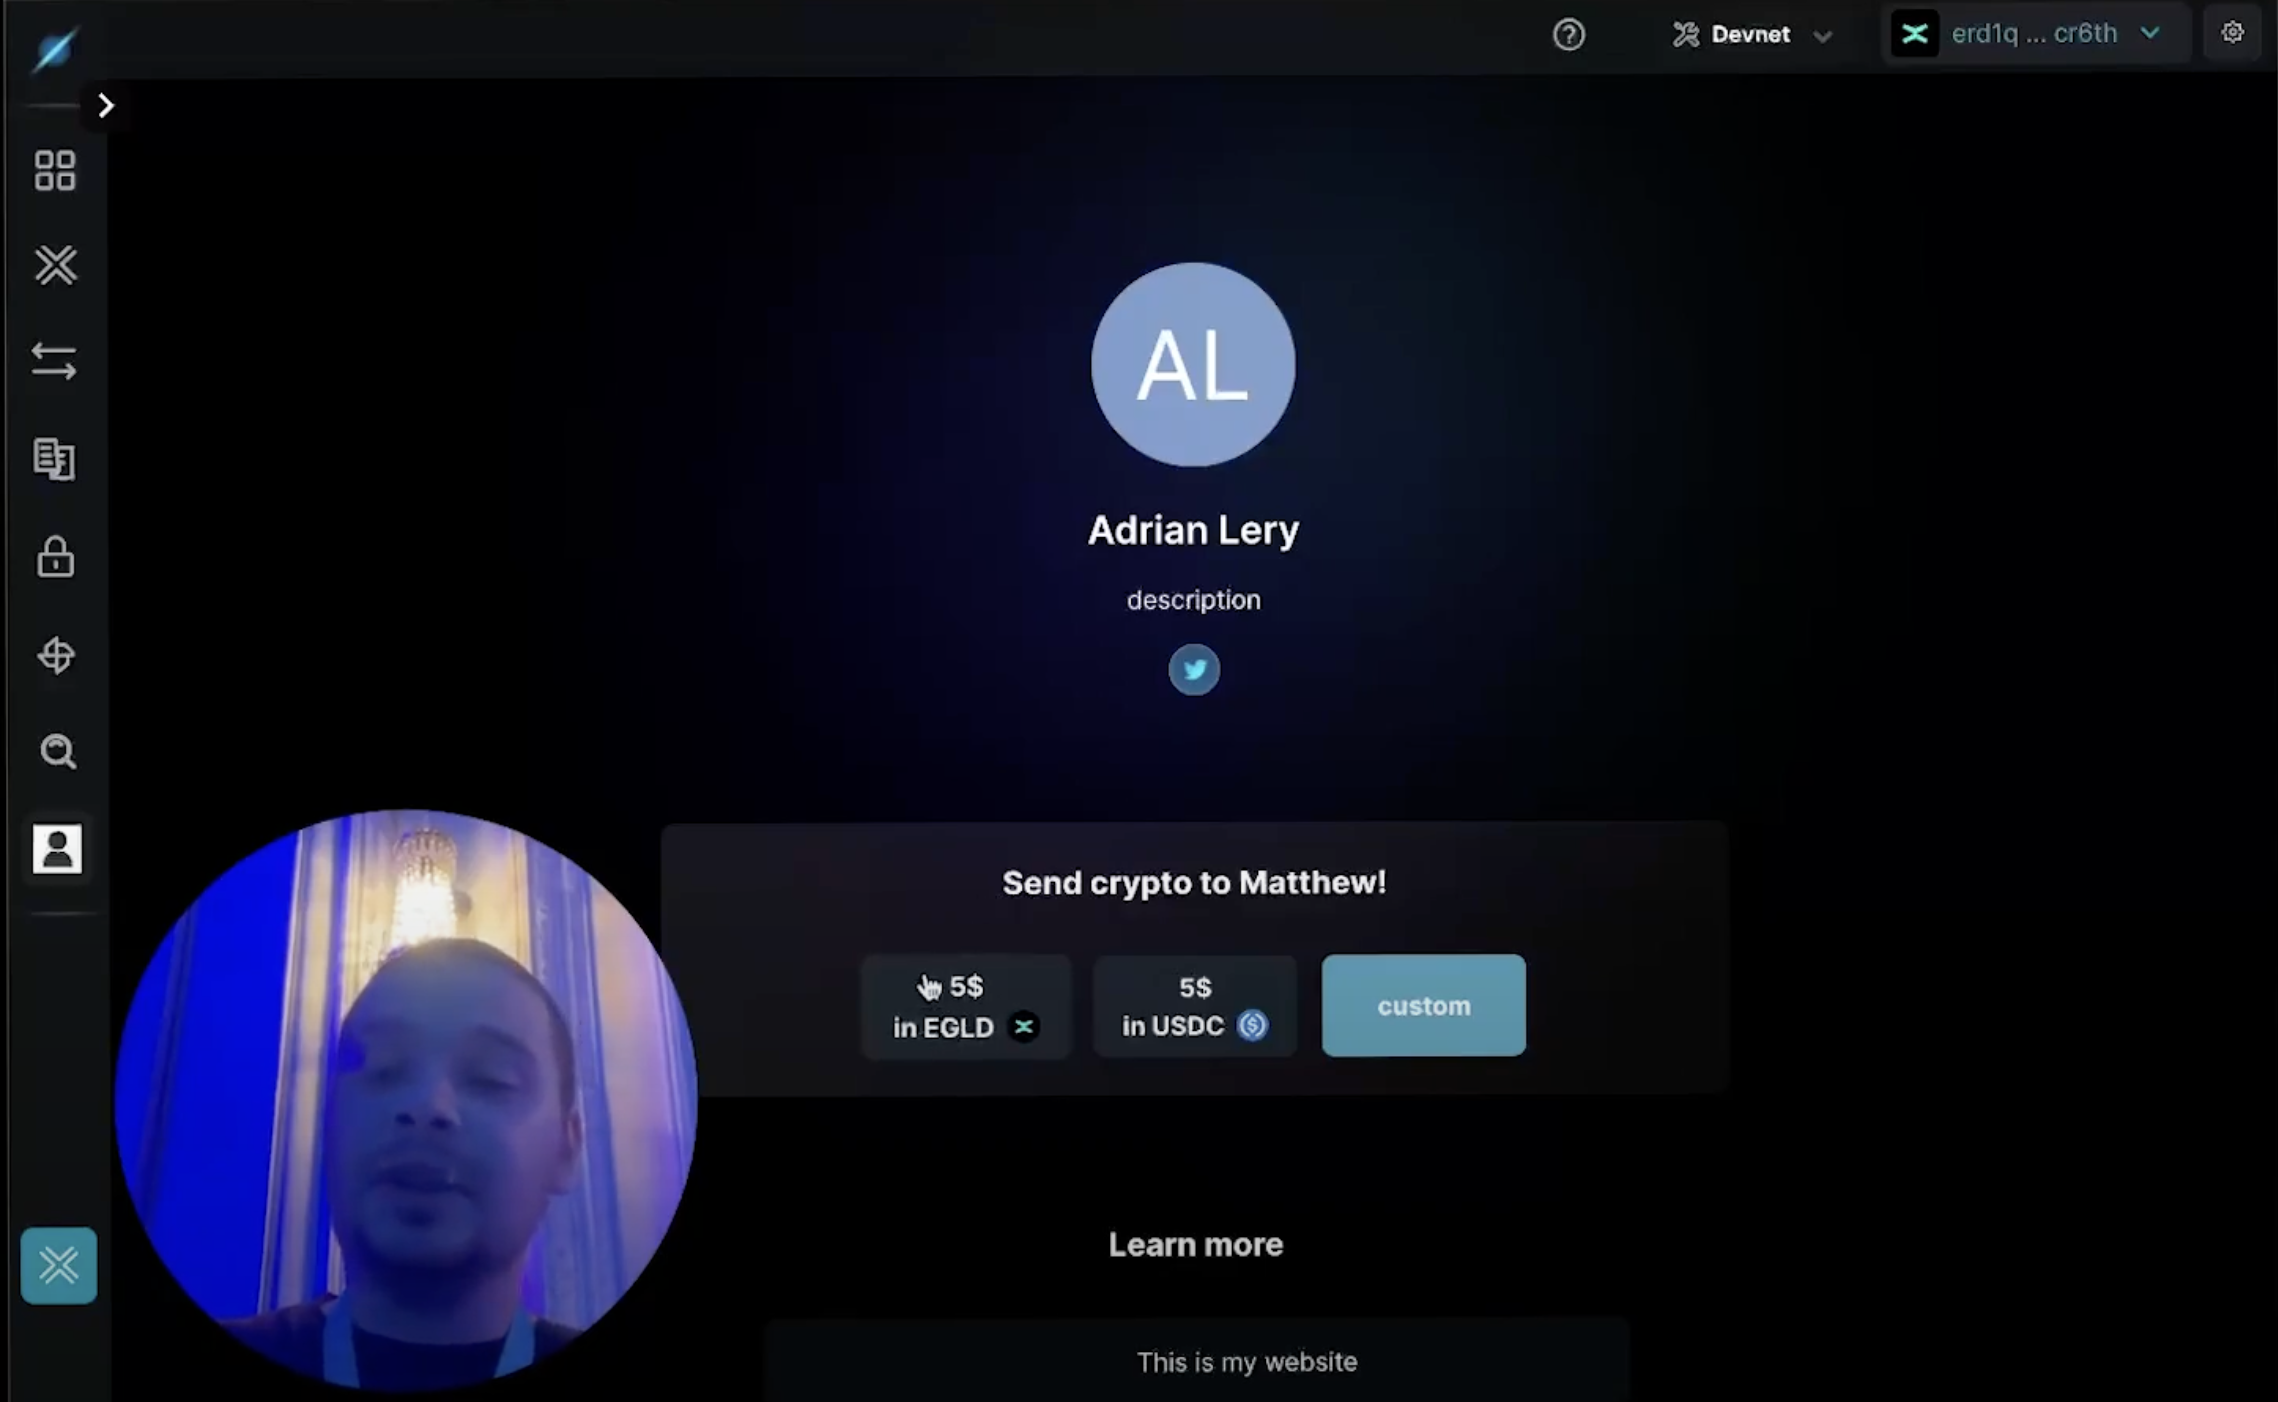 Devnet
erd1q ... cr6th
AL
Adrian Lery
description
Send crypto to Matthew!
5$
in EGLD
5$
in USDC
custom
Learn more
This is my website